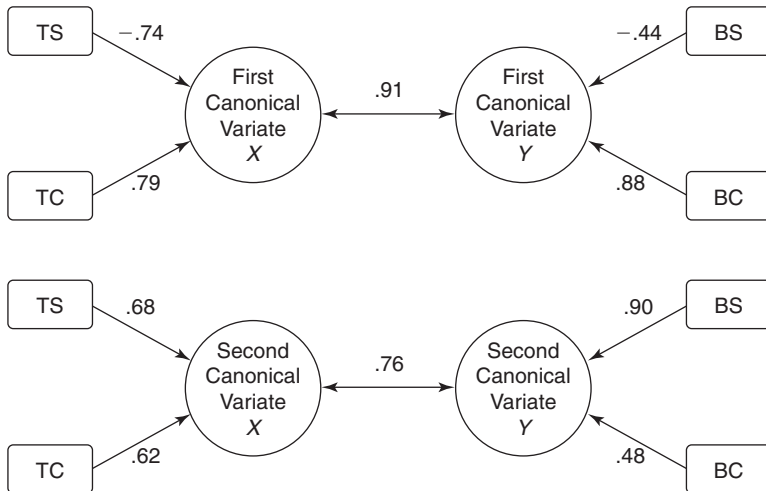 TS
−.74
First
Canonical
Variate
X
.91
First
Canonical
Variate
Y
−.44
BS
TC
.79
.88
BC
TS
.68
Second
Canonical
Variate
X
.76
Second
Canonical
Variate
Y
.90
BS
TC
.62
.48
BC